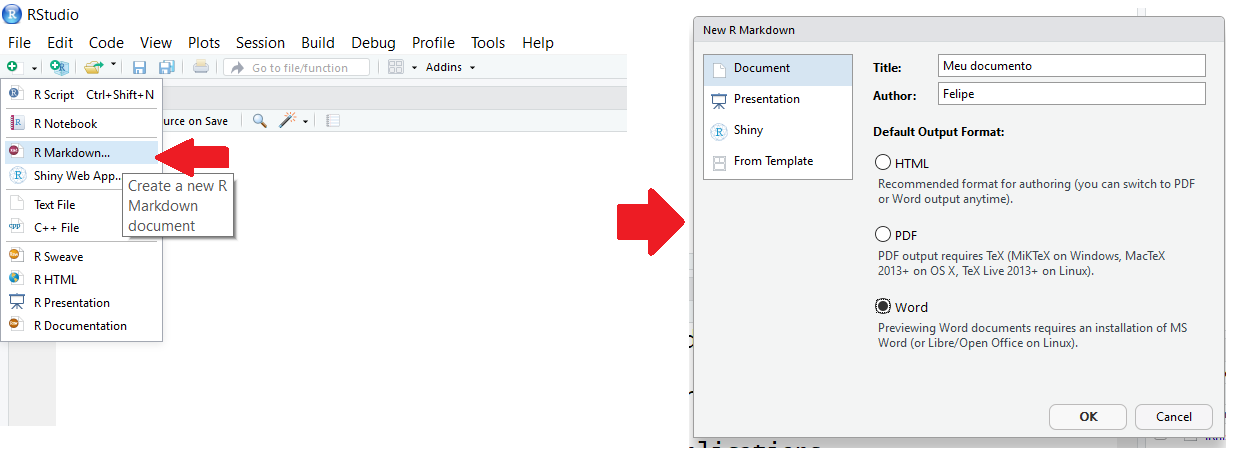 RStudio
File Edit Code View Plots Session Build Debug Profile Tools Help
Go to file/function Addins
R Script Ctrl+Shift+N
R Notebook
urce on Save
R Markdown...
Shiny Web App...
Create a new R
Markdown
document
Text File
C++ File
R Sweave
R HTML
R Presentation
R Documentation
New R Markdown
Document
Presentation
Shiny
From Template
Title: Meu documento
Author: Felipe
Default Output Format:
HTML
Recommended format for authoring (you can switch to PDF
or Word output anytime).
PDF
PDF output requires TeX (MiKTeX on Windows, MacTeX
2013+ on OS X, TeX Live 2013+ on Linux).
Word
Previewing Word documents requires an installation of MS
Word (or Libre/Open Office on Linux).
OK Cancel